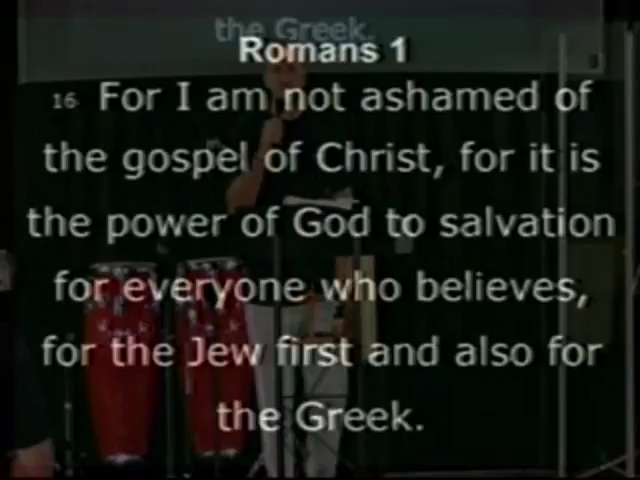 the Greek.
Romans 1
16 For I am not ashamed of
the gospel of Christ, for it is
the power of God to salvation
for everyone who believes,
for the Jew first and also for
the Greek.